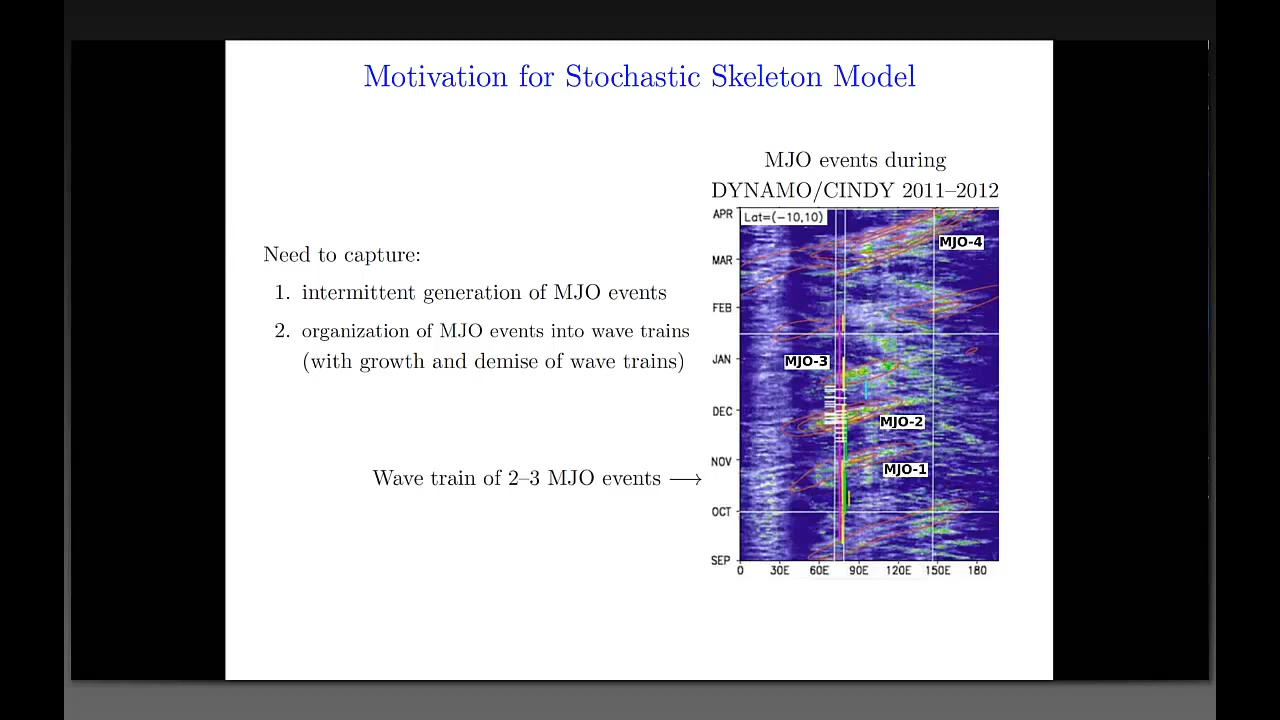 Motivation for Stochastic Skeleton Model
MJO events during
DYNAMO/CINDY 2011–2012
Need to capture:
1. intermittent generation of MJO events
2. organization of MJO events into wave trains
(with growth and demise of wave trains)
Wave train of 2–3 MJO events →
Lat=(−10,10)
APR
MAR
FEB
JAN
DEC
NOV
OCT
SEP
MJO-4
MJO-3
MJO-2
MJO-1
0 30E 60E 90E 120E 150E 180